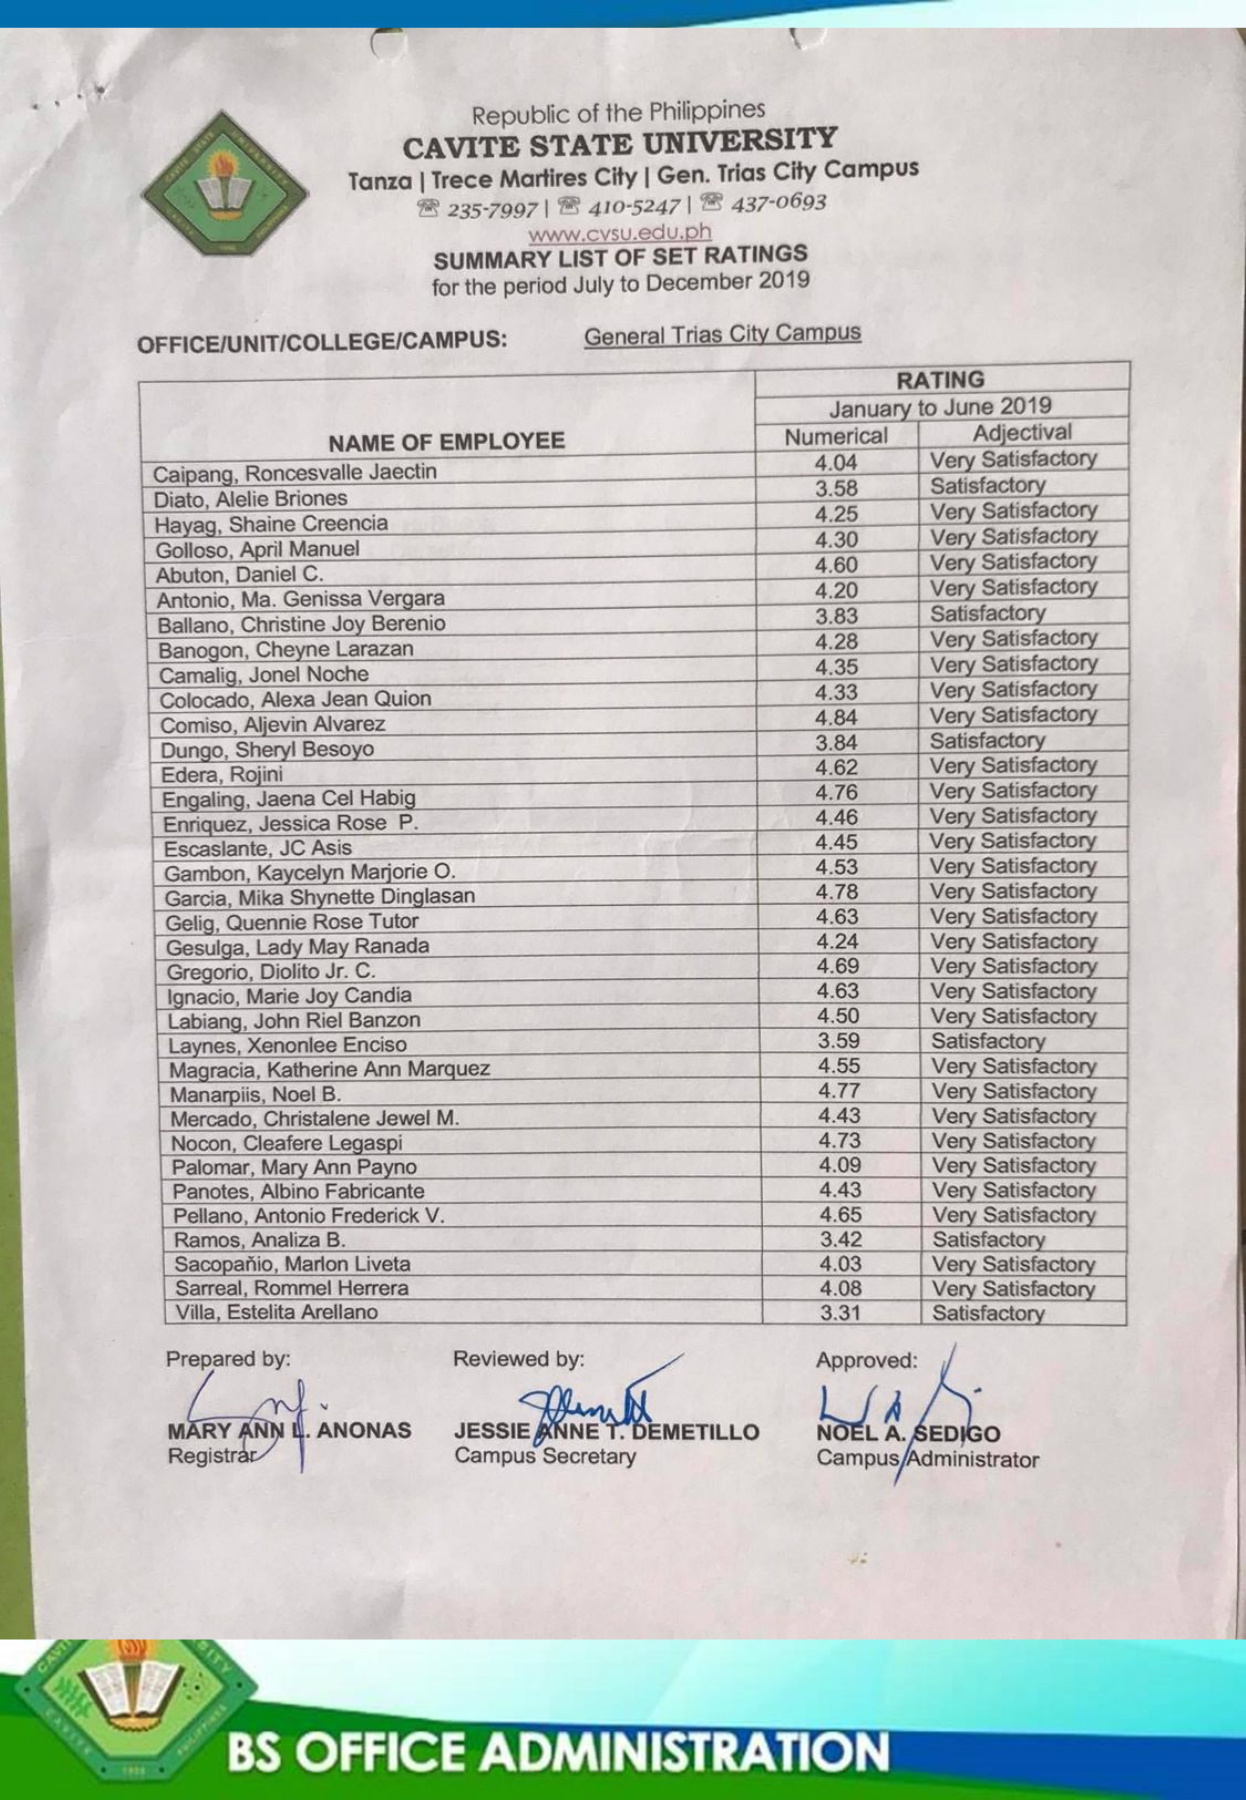 Republic of the Philippines
CAVITE STATE UNIVERSITY
Tanza | Trece Martires City | Gen. Trias City Campus
☏ 235-7997 | ☏ 410-5247 | ☏ 437-0693
www.cvsu.edu.ph
SUMMARY LIST OF SET RATINGS
for the period July to December 2019
OFFICE/UNIT/COLLEGE/CAMPUS: General Trias City Campus
RATING
January to June 2019
NAME OF EMPLOYEE Numerical Adjectival
Caipang, Roncesvalle Jaectin 4.04 Very Satisfactory
Diato, Alelie Briones 3.58 Satisfactory
Hayag, Shaine Creencia 4.25 Very Satisfactory
Golloso, April Manuel 4.30 Very Satisfactory
Abuton, Daniel C. 4.60 Very Satisfactory
Antonio, Ma. Genissa Vergara 4.20 Very Satisfactory
Ballano, Christine Joy Berenio 3.83 Satisfactory
Banogon, Cheyne Larazan 4.28 Very Satisfactory
Camalig, Jonel Noche 4.35 Very Satisfactory
Colocado, Alexa Jean Quion 4.33 Very Satisfactory
Comiso, Aljevin Alvarez 4.84 Very Satisfactory
Dungo, Sheryl Besoyo 3.84 Satisfactory
Edera, Rojini 4.62 Very Satisfactory
Engaling, Jaena Cel Habig 4.76 Very Satisfactory
Enriquez, Jessica Rose P. 4.46 Very Satisfactory
Escaslante, JC Asis 4.45 Very Satisfactory
Gambon, Kaycelyn Marjorie O. 4.53 Very Satisfactory
Garcia, Mika Shynette Dinglasan 4.78 Very Satisfactory
Gelig, Quennie Rose Tutor 4.63 Very Satisfactory
Gesulga, Lady May Ranada 4.24 Very Satisfactory
Gregorio, Diolito Jr. C. 4.69 Very Satisfactory
Ignacio, Marie Joy Candia 4.63 Very Satisfactory
Labiang, John Riel Banzon 4.50 Very Satisfactory
Laynes, Xenonlee Enciso 3.59 Satisfactory
Magracia, Katherine Ann Marquez 4.55 Very Satisfactory
Manarpiis, Noel B. 4.77 Very Satisfactory
Mercado, Christalene Jewel M. 4.43 Very Satisfactory
Nocon, Cleafere Legaspi 4.73 Very Satisfactory
Palomar, Mary Ann Payno 4.09 Very Satisfactory
Panotes, Albino Fabricante 4.43 Very Satisfactory
Pellano, Antonio Frederick V. 4.65 Very Satisfactory
Ramos, Analiza B. 3.42 Satisfactory
Sacopañio, Marlon Liveta 4.03 Very Satisfactory
Sarreal, Rommel Herrera 4.08 Very Satisfactory
Villa, Estelita Arellano 3.31 Satisfactory
Prepared by: Reviewed by: Approved:
MARY ANN L. ANONAS JESSIE ANNE T. DEMETILLO NOEL A. SEDIGO
Registrar Campus Secretary Campus Administrator
BS OFFICE ADMINISTRATION